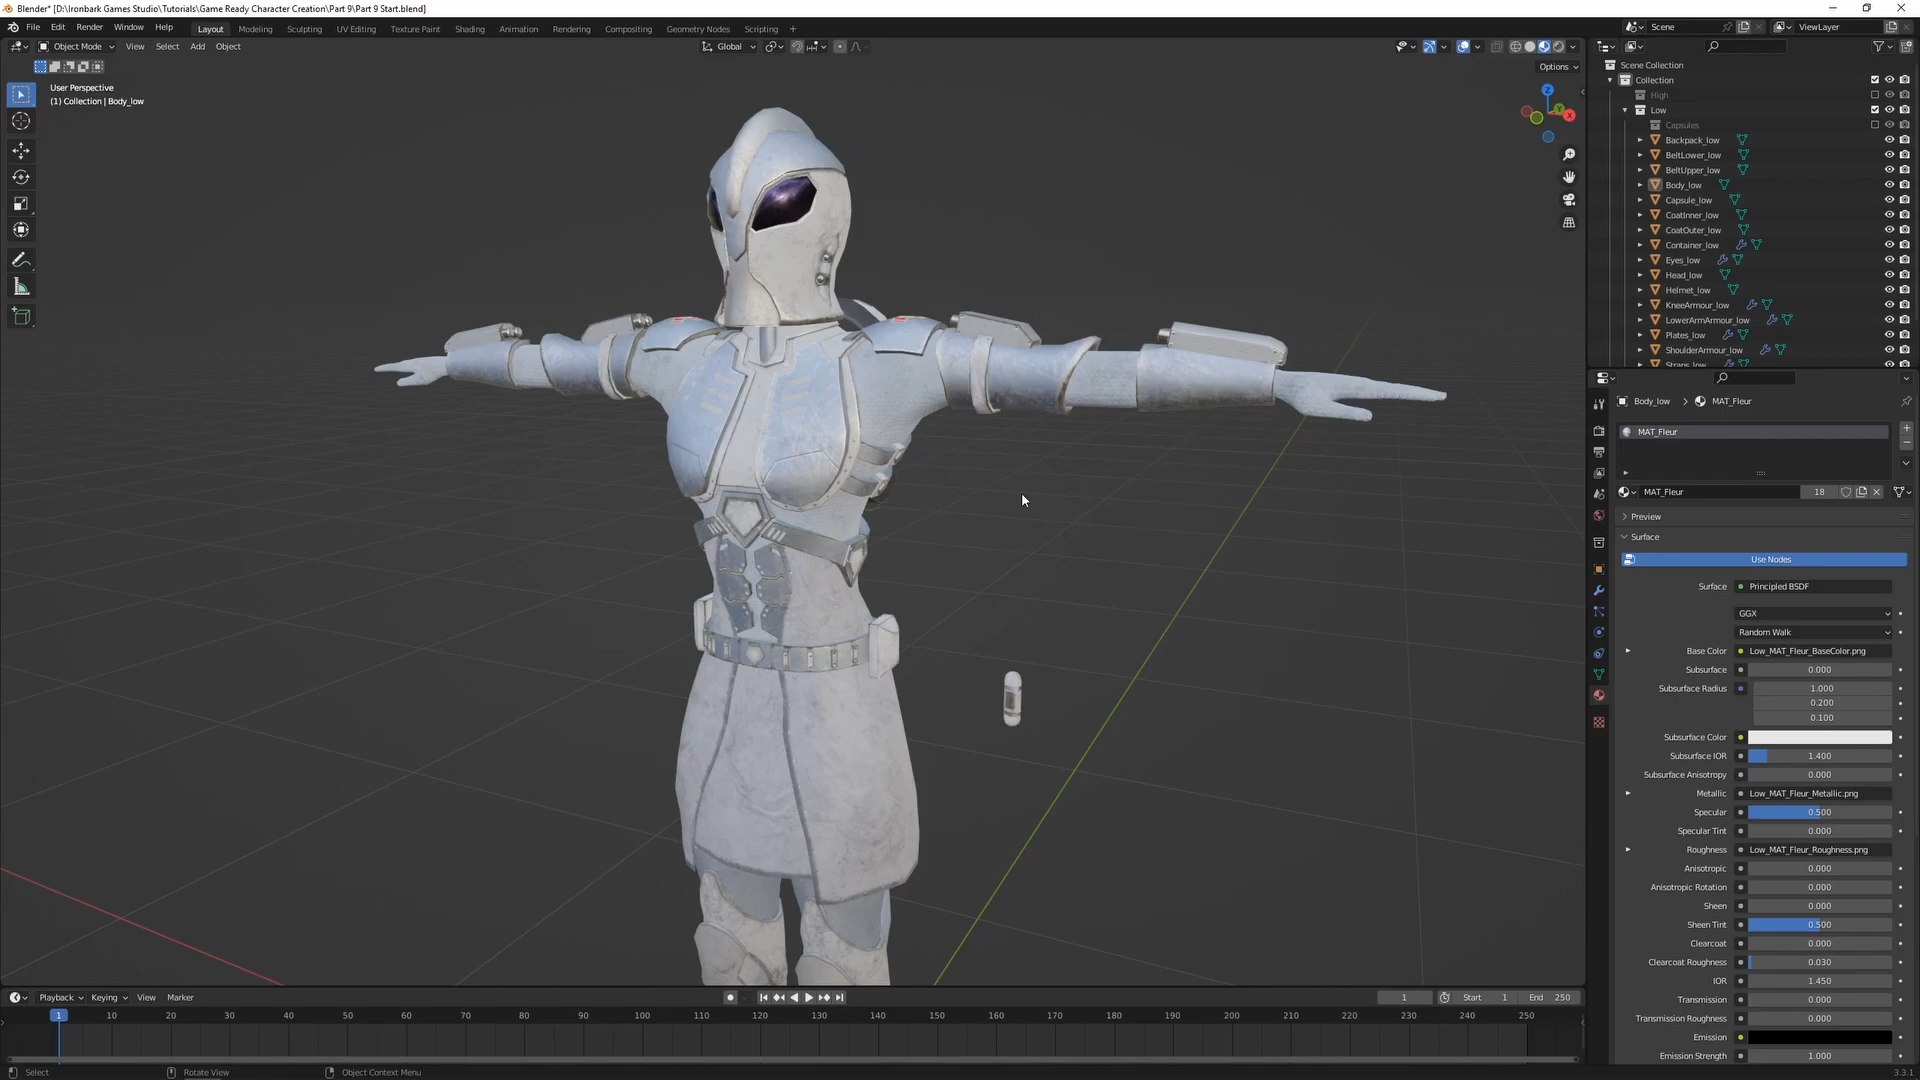 Blender* [D:\Ironbark Games Studio\Tutorials\Game Ready Character Creation\Part 9\Part 9 Start.blend]
File Edit Render Window Help Layout Modeling Sculpting UV Editing Texture Paint Shading Animation Rendering Compositing Geometry Nodes Scripting + Scene ViewLayer
Object Mode View Select Add Object Global
Options
User Perspective
(1) Collection | Body_low
Z
Y
X
Scene Collection
Collection
High
Low
Capsules
Backpack_low
BeltLower_low
BeltUpper_low
Body_low
Capsule_low
CoatInner_low
CoatOuter_low
Container_low
Eyes_low
Head_low
Helmet_low
KneeArmour_low
LowerArmArmour_low
Plates_low
ShoulderArmour_low
Straps_low
Body_low > MAT_Fleur
MAT_Fleur
MAT_Fleur 18
Preview
Surface
Use Nodes
Surface Principled BSDF
GGX
Random Walk
Base Color Low_MAT_Fleur_BaseColor.png
Subsurface 0.000
Subsurface Radius 1.000
0.200
0.100
Subsurface Color
Subsurface IOR 1.400
Subsurface Anisotropy 0.000
Metallic Low_MAT_Fleur_Metallic.png
Specular 0.500
Specular Tint 0.000
Roughness Low_MAT_Fleur_Roughness.png
Anisotropic 0.000
Anisotropic Rotation 0.000
Sheen 0.000
Sheen Tint 0.500
Clearcoat 0.000
Clearcoat Roughness 0.030
IOR 1.450
Transmission 0.000
Transmission Roughness 0.000
Emission
Emission Strength 1.000
Playback Keying View Marker 1 Start 1 End 250
1 10 20 30 40 50 60 70 80 90 100 110 120 130 140 150 160 170 180 190 200 210 220 230 240 250
Select Rotate View Object Context Menu 3.3.1